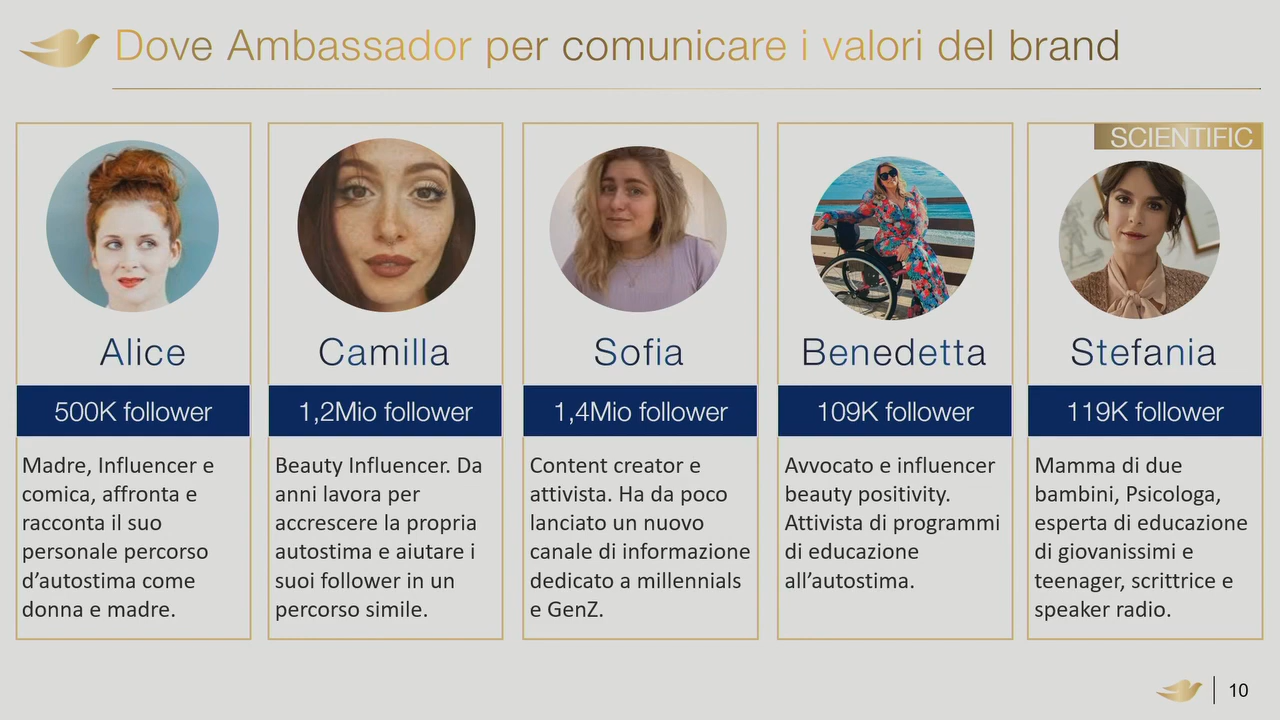 Dove Ambassador per comunicare i valori del brand
Alice
500K follower
Madre, Influencer e
comica, affronta e
racconta il suo
personale percorso
d’autostima come
donna e madre.
Camilla
1,2Mio follower
Beauty Influencer. Da
anni lavora per
accrescere la propria
autostima e aiutare i
suoi follower in un
percorso simile.
Sofia
1,4Mio follower
Content creator e
attivista. Ha da poco
lanciato un nuovo
canale di informazione
dedicato a millennials
e GenZ.
Benedetta
109K follower
Avvocato e influencer
beauty positivity.
Attivista di programmi
di educazione
all’autostima.
SCIENTIFIC
Stefania
119K follower
Mamma di due
bambini, Psicologa,
esperta di educazione
di giovanissimi e
teenager, scrittrice e
speaker radio.
10